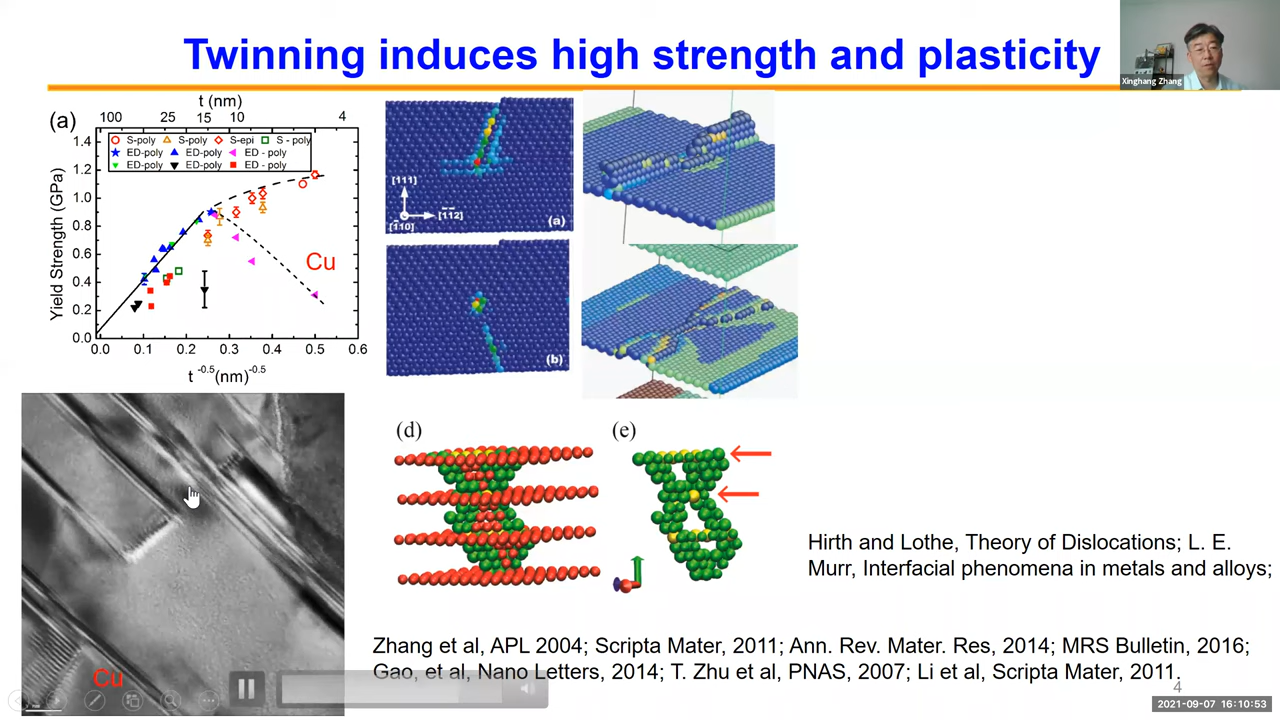 Twinning induces high strength and plasticity
Xinghang Zhang
t (nm)
100 25 15 10 4
(a)
S-poly S-poly S-epi S - poly
ED-poly ED-poly ED - poly
ED-poly ED-poly ED - poly
Yield Strength (GPa)
1.4
1.2
1.0
0.8
0.6
0.4
0.2
0.0
Cu
0.0 0.1 0.2 0.3 0.4 0.5 0.6
t -0.5 (nm) -0.5
[111]
[110] [112]
(a)
(b)
(d) (e)
Cu
Hirth and Lothe, Theory of Dislocations; L. E.
Murr, Interfacial phenomena in metals and alloys;
Zhang et al, APL 2004; Scripta Mater, 2011; Ann. Rev. Mater. Res, 2014; MRS Bulletin, 2016;
Gao, et al, Nano Letters, 2014; T. Zhu et al, PNAS, 2007; Li et al, Scripta Mater, 2011.
4
2021-09-07 16:10:53